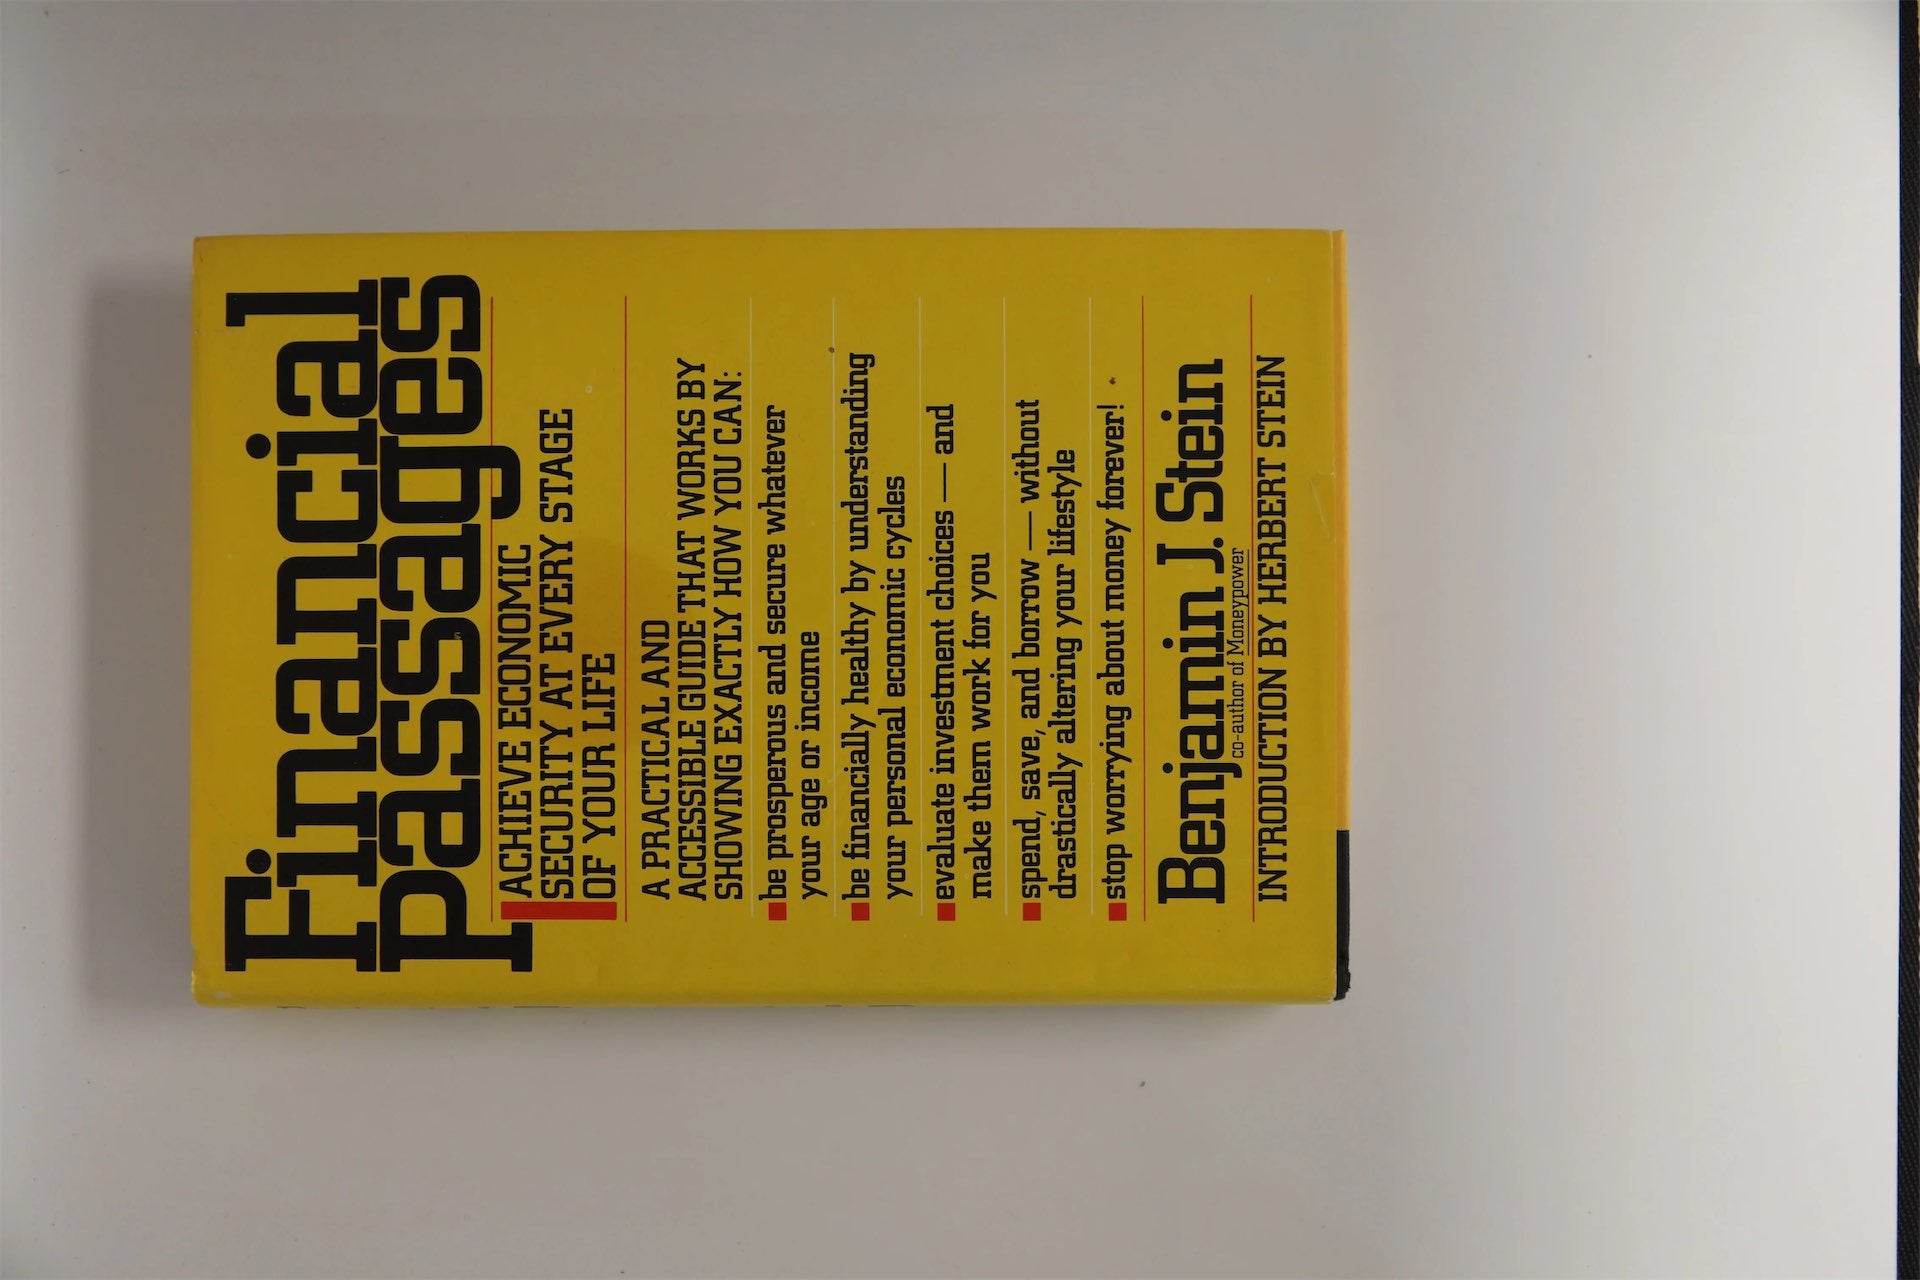 Financial
Passages
ACHIEVE ECONOMIC
SECURITY AT EVERY STAGE
OF YOUR LIFE
A PRACTICAL AND
ACCESSIBLE GUIDE THAT WORKS BY
SHOWING EXACTLY HOW YOU CAN:
be prosperous and secure whatever
your age or income
be financially healthy by understanding
your personal economic cycles
evaluate investment choices — and
make them work for you
spend, save, and borrow — without
drastically altering your lifestyle
stop worrying about money forever!
Benjamin J. Stein
co-author of Moneypower
INTRODUCTION BY HERBERT STEIN